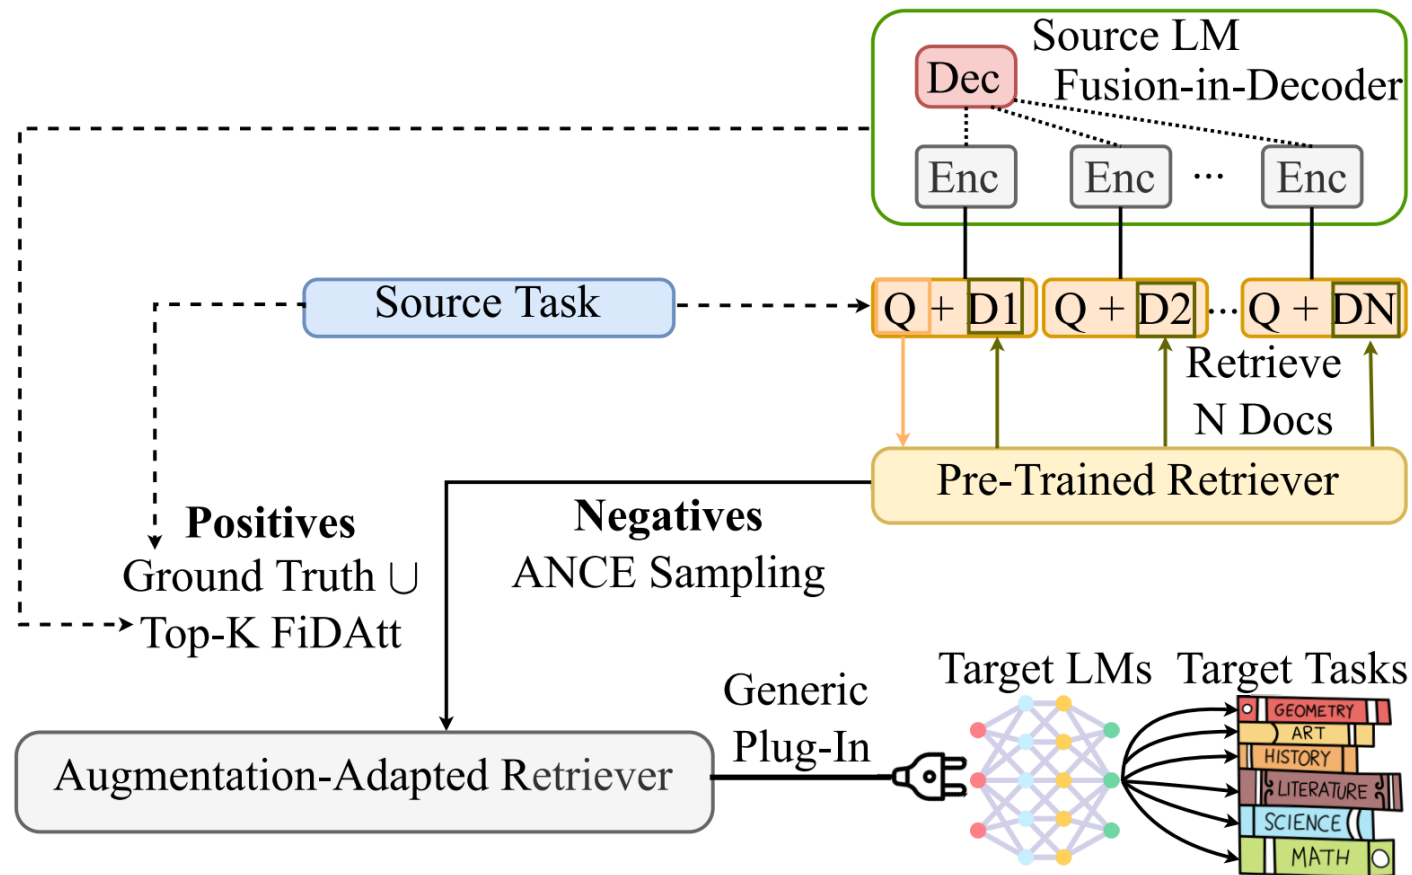 Source LM
Dec
Fusion-in-Decoder
Enc
Enc
...
Enc
Source Task
Q + D1
Q + D2
...
Q + DN
Retrieve
N Docs
Pre-Trained Retriever
Positives
Ground Truth ∪
Top-K FiDAtt
Negatives
ANCE Sampling
Augmentation-Adapted Retriever
Generic
Plug-In
Target LMs
Target Tasks
GEOMETRY
ART
HISTORY
LITERATURE
SCIENCE
MATH